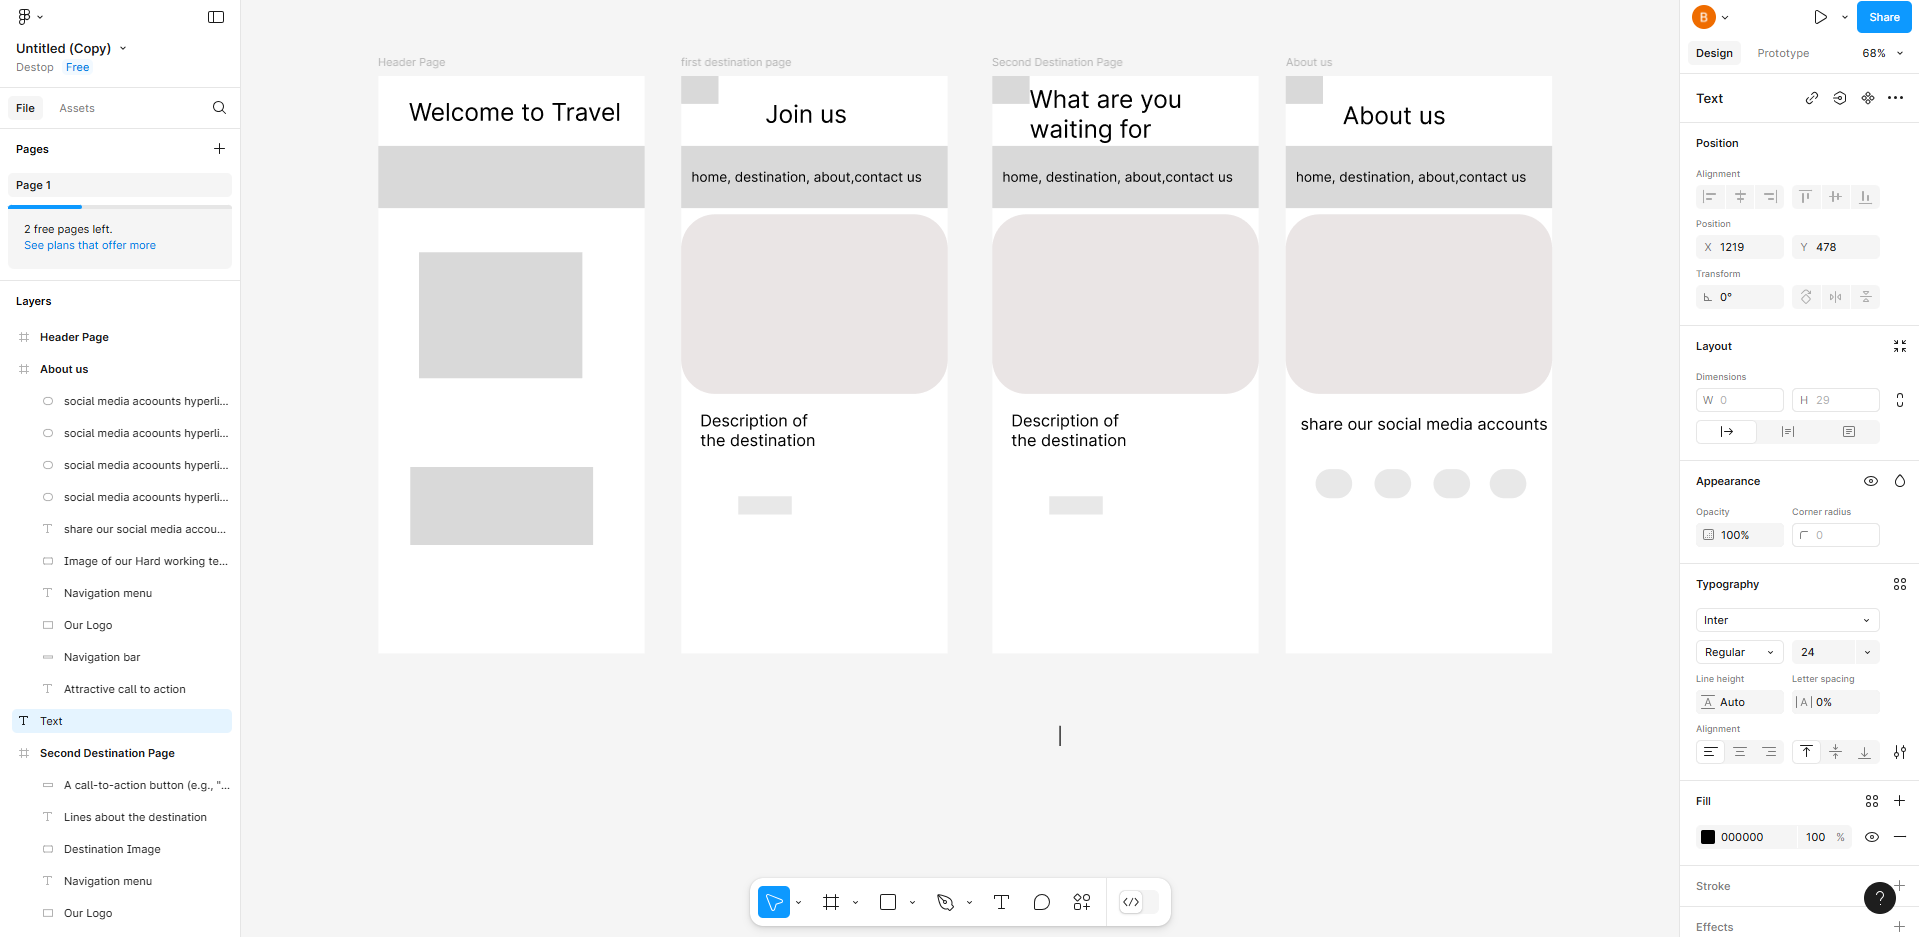 Untitled (Copy)
Destop Free
File Assets
Pages
Page 1
2 free pages left.
See plans that offer more
Layers
Header Page
About us
social media acoounts hyperli...
social media acoounts hyperli...
social media acoounts hyperli...
social media acoounts hyperli...
share our social media accou...
Image of our Hard working te...
Navigation menu
Our Logo
Navigation bar
Attractive call to action
Text
Second Destination Page
A call-to-action button (e.g., "...
Lines about the destination
Destination Image
Navigation menu
Our Logo
Header Page
Welcome to Travel
first destination page
Join us
home, destination, about,contact us
Description of
the destination
Second Destination Page
What are you
waiting for
home, destination, about,contact us
Description of
the destination
About us
About us
home, destination, about,contact us
share our social media accounts
B
Share
Design Prototype 68%
Text
Position
Alignment
Position
X 1219 Y 478
Transform
0°
Layout
Dimensions
W 0 H 29
Appearance
Opacity Corner radius
100% 0
Typography
Inter
Regular 24
Line height Letter spacing
Auto |A| 0%
Alignment
Fill
000000 100 %
Stroke
Effects
?